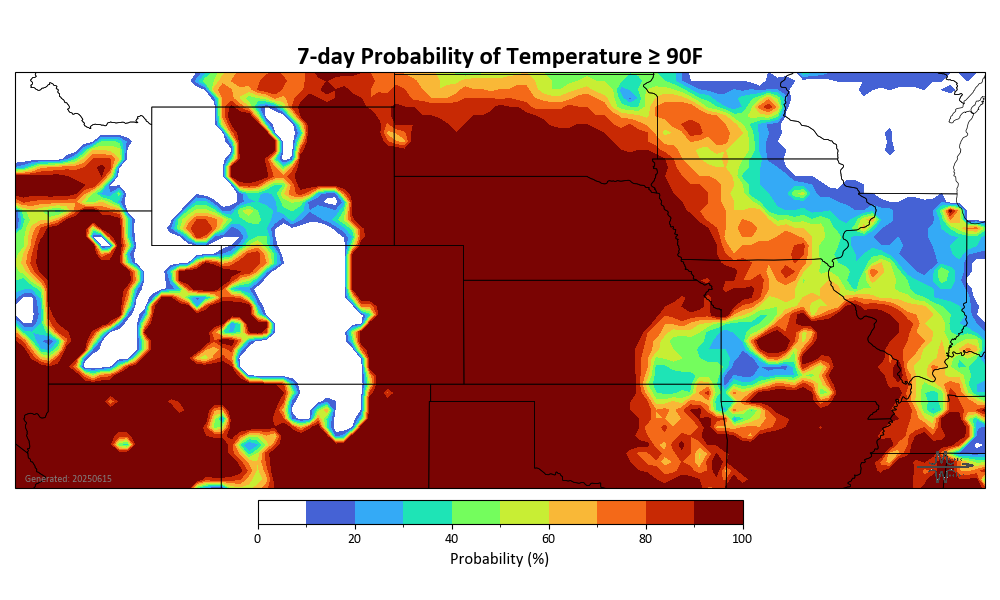 7-day Probability of Temperature ≥ 90F
Generated: 20250615
0 20 40 60 80 100
Probability (%)